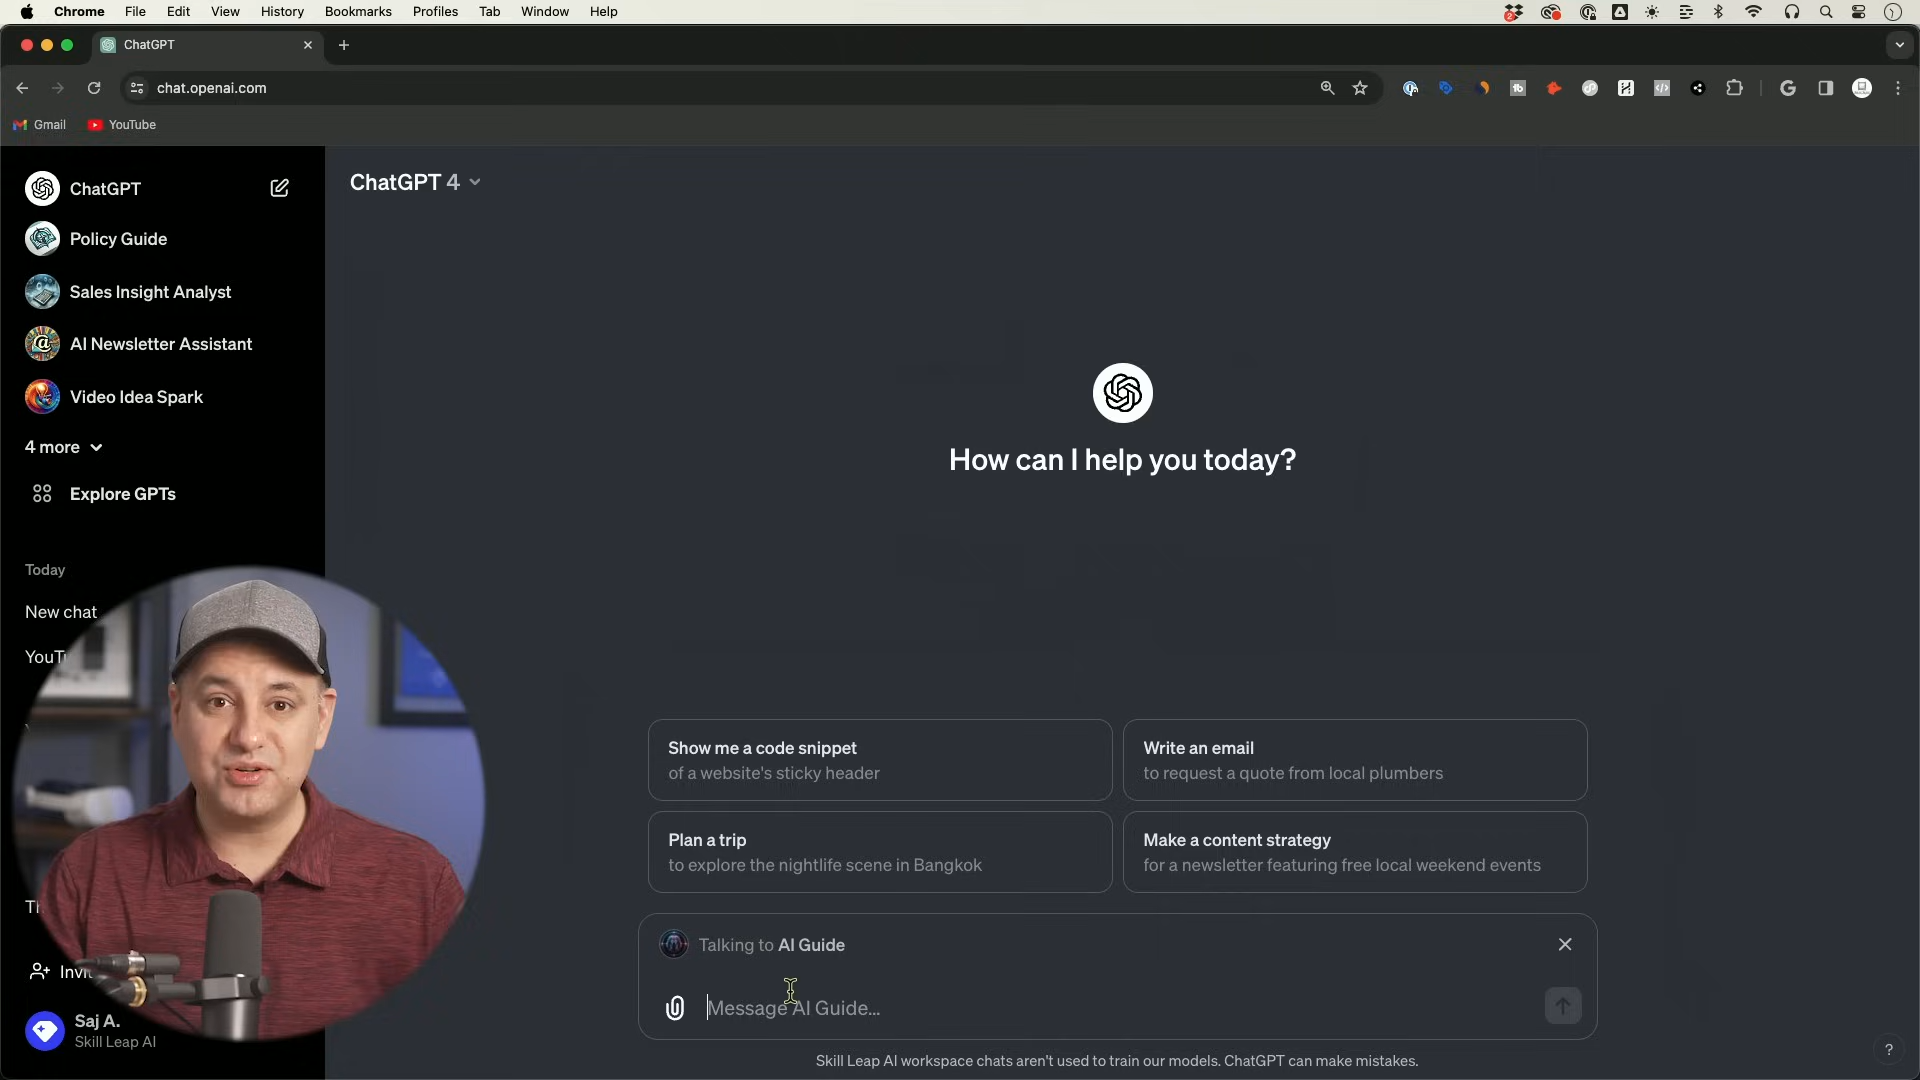 Chrome File Edit View History Bookmarks Profiles Tab Window Help
2
ChatGPT
chat.openai.com
Gmail YouTube
ChatGPT
Policy Guide
Sales Insight Analyst
AI Newsletter Assistant
Video Idea Spark
4 more
Explore GPTs
Today
New chat
Saj A.
Skill Leap AI
ChatGPT 4
How can I help you today?
Show me a code snippet
of a website's sticky header
Write an email
to request a quote from local plumbers
Plan a trip
to explore the nightlife scene in Bangkok
Make a content strategy
for a newsletter featuring free local weekend events
Talking to AI Guide
Message AI Guide...
Skill Leap AI workspace chats aren't used to train our models. ChatGPT can make mistakes.
?